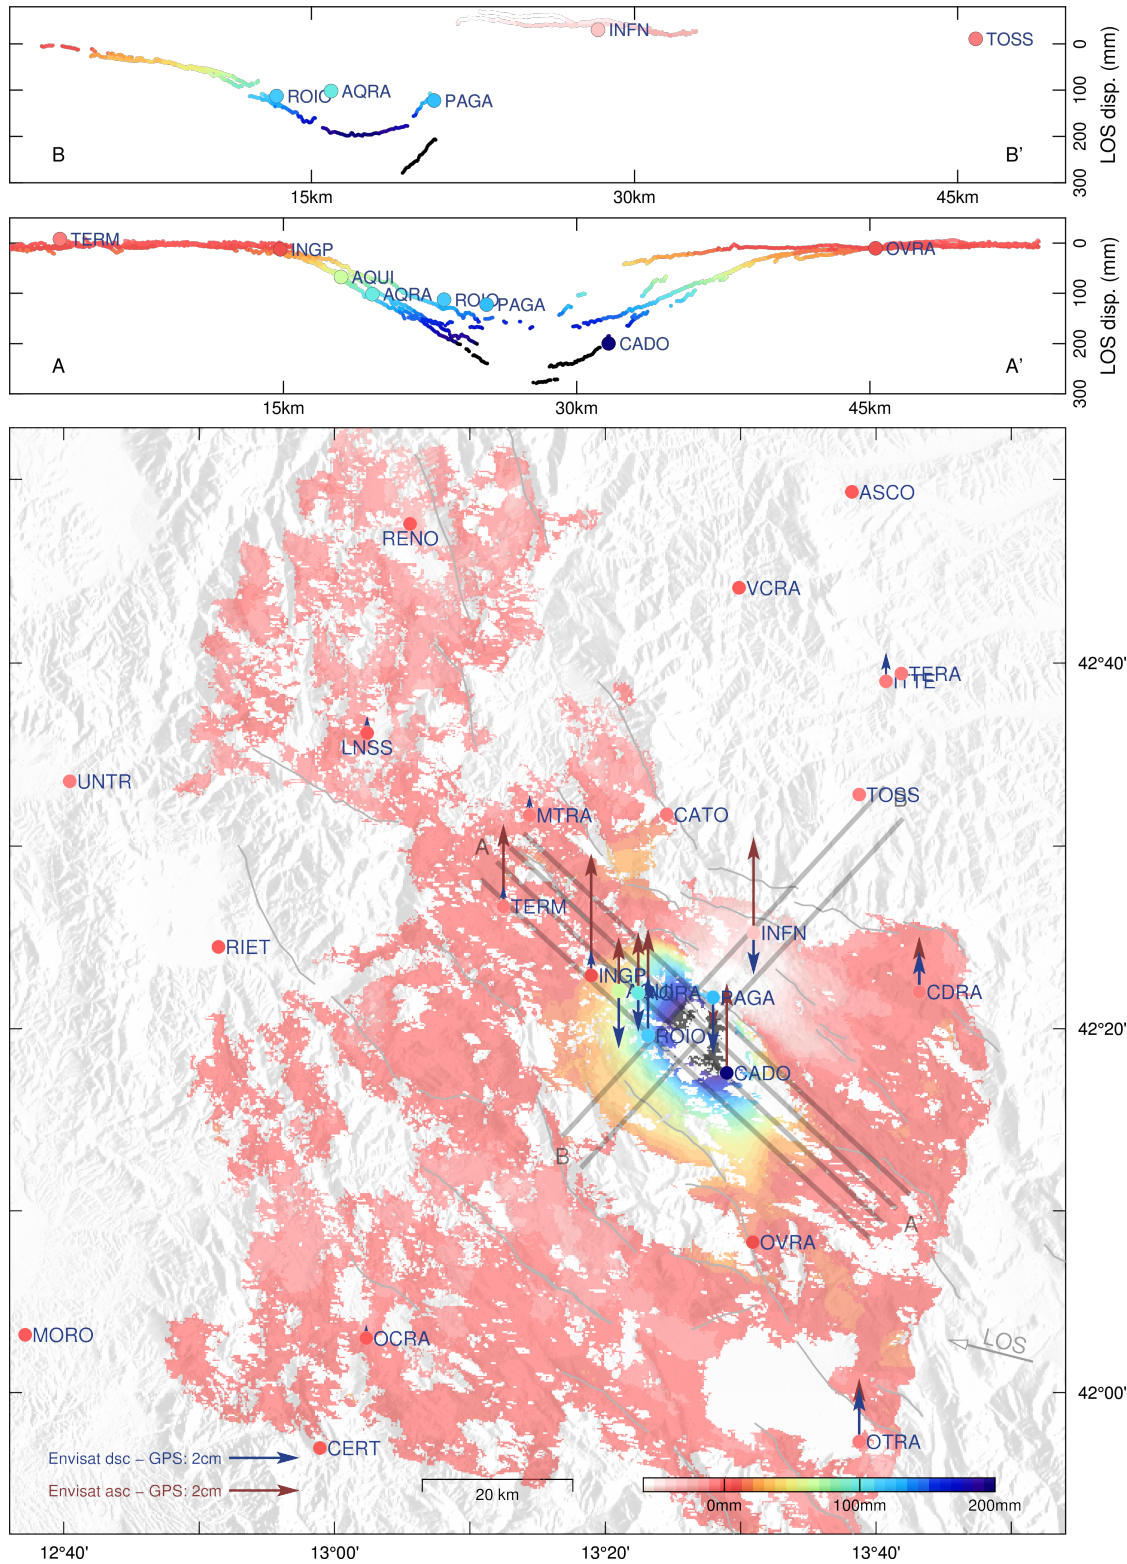 INFN
TOSS
ROIO
AQRA
PAGA
B
B’
0
100
200
300
LOS disp. (mm)
15km
30km
45km
TERM
INGP
AQUI
AQRA
ROIO
PAGA
OVRA
CADO
A
A’
0
100
200
300
LOS disp. (mm)
15km
30km
45km
ASCO
RENO
VCRA
42°40'
TERA
ITTE
LNSS
UNTR
TOSS
B'
MTRA
CATO
A
TERM
INFN
RIET
INGP
AQRA
PAGA
CDRA
42°20'
ROIO
CADO
B
A'
OVRA
MORO
OCRA
LOS
42°00'
OTRA
CERT
Envisat dsc – GPS: 2cm
Envisat asc – GPS: 2cm
20 km
0mm
100mm
200mm
12°40'
13°00'
13°20'
13°40'